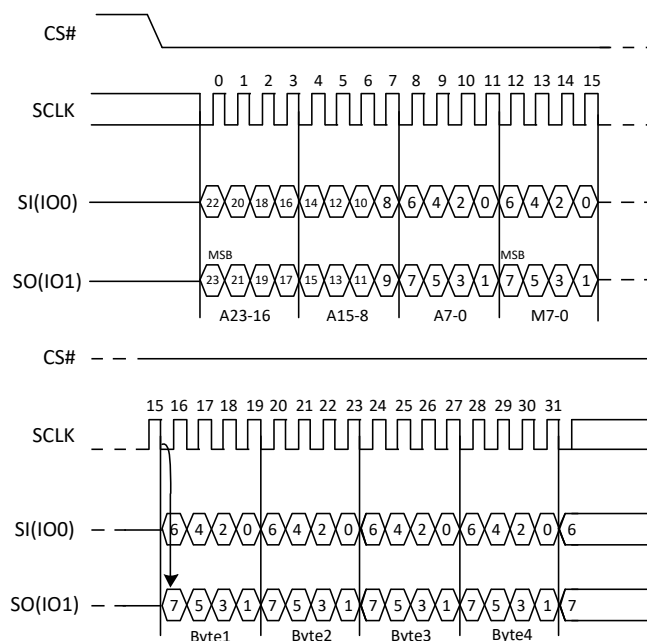 CS#
0 1 2 3 4 5 6 7 8 9 10 11 12 13 14 15
SCLK
SI(IO0) 22 20 18 16 14 12 10 8 6 4 2 0 6 4 2 0
MSB MSB
SO(IO1) 23 21 19 17 15 13 11 9 7 5 3 1 7 5 3 1
A23-16 A15-8 A7-0 M7-0
CS#
15 16 17 18 19 20 21 22 23 24 25 26 27 28 29 30 31
SCLK
SI(IO0) 6 4 2 0 6 4 2 0 6 4 2 0 6 4 2 0 6
SO(IO1) 7 5 3 1 7 5 3 1 7 5 3 1 7 5 3 1 7
Byte1 Byte2 Byte3 Byte4